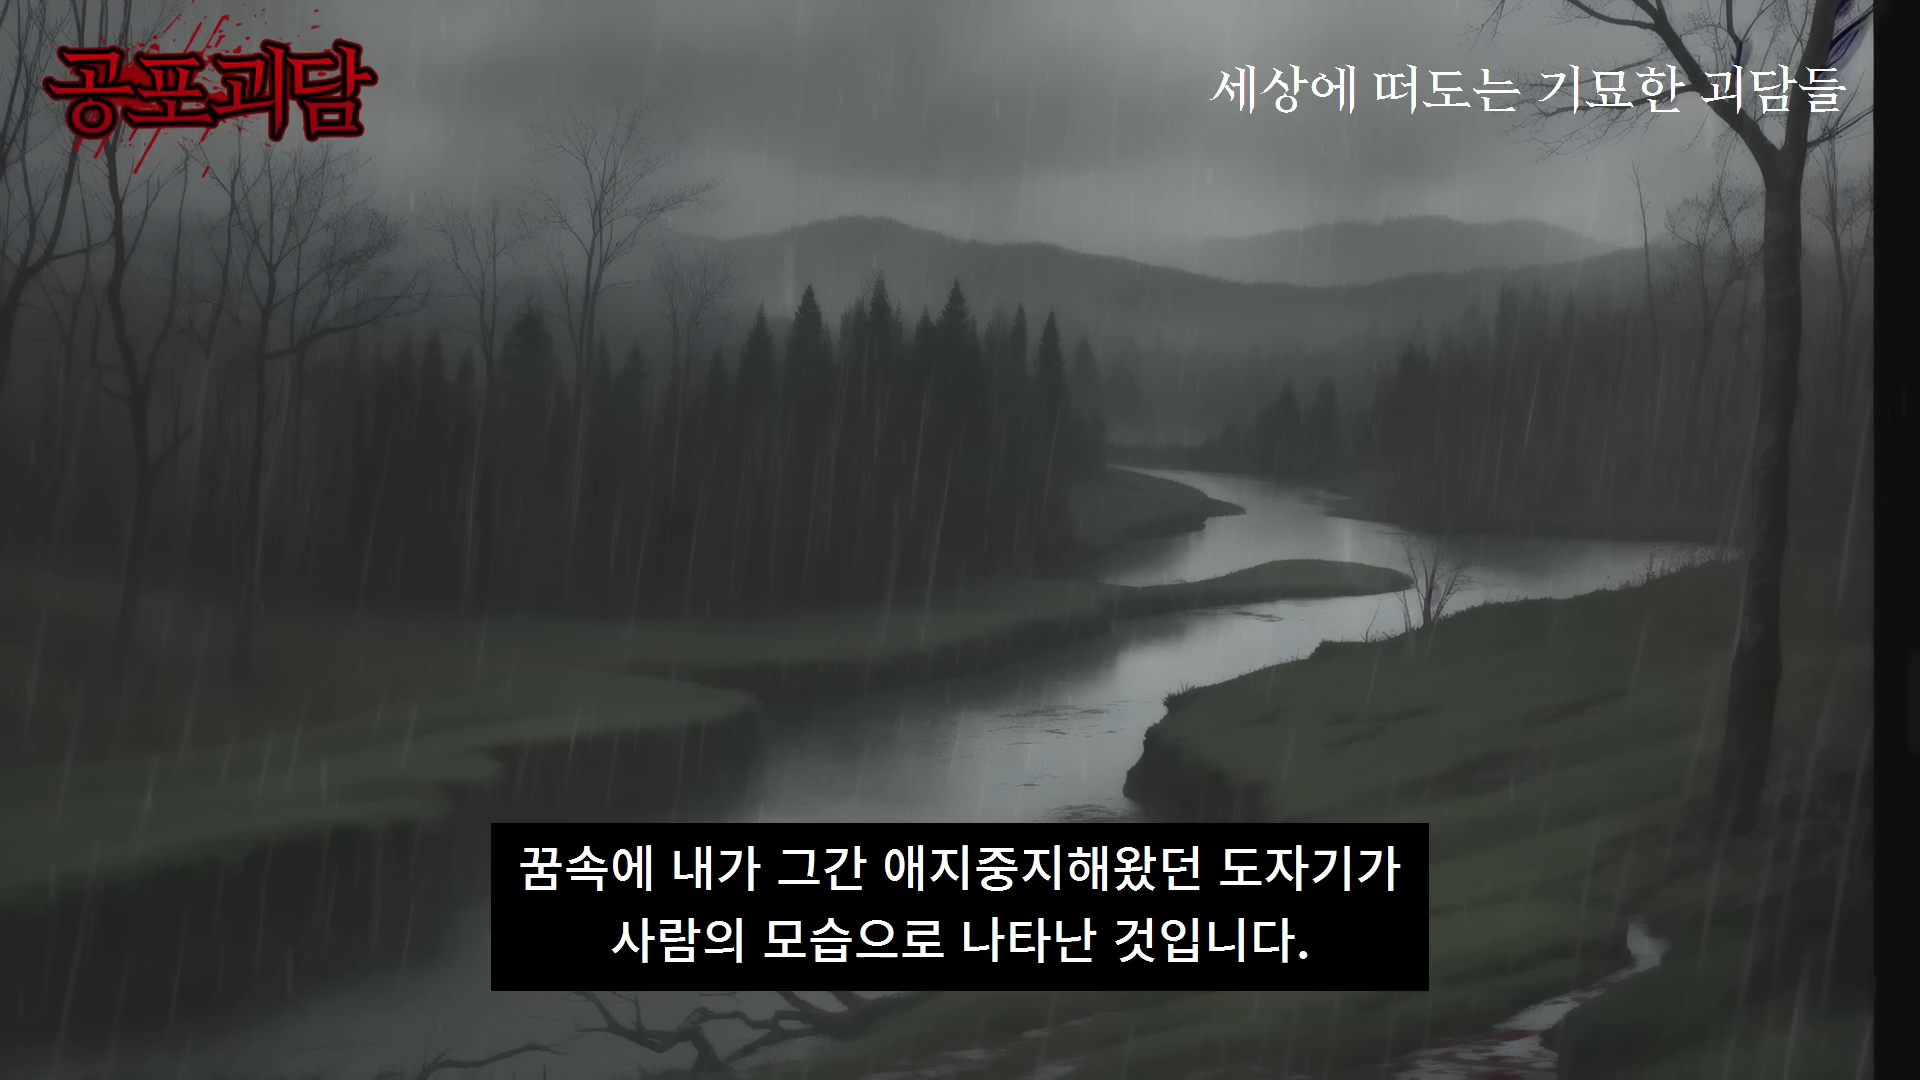 공포괴담
세상에 떠도는 기묘한 괴담들
꿈속에 내가 그간 애지중지해왔던 도자기가
사람의 모습으로 나타난 것입니다.